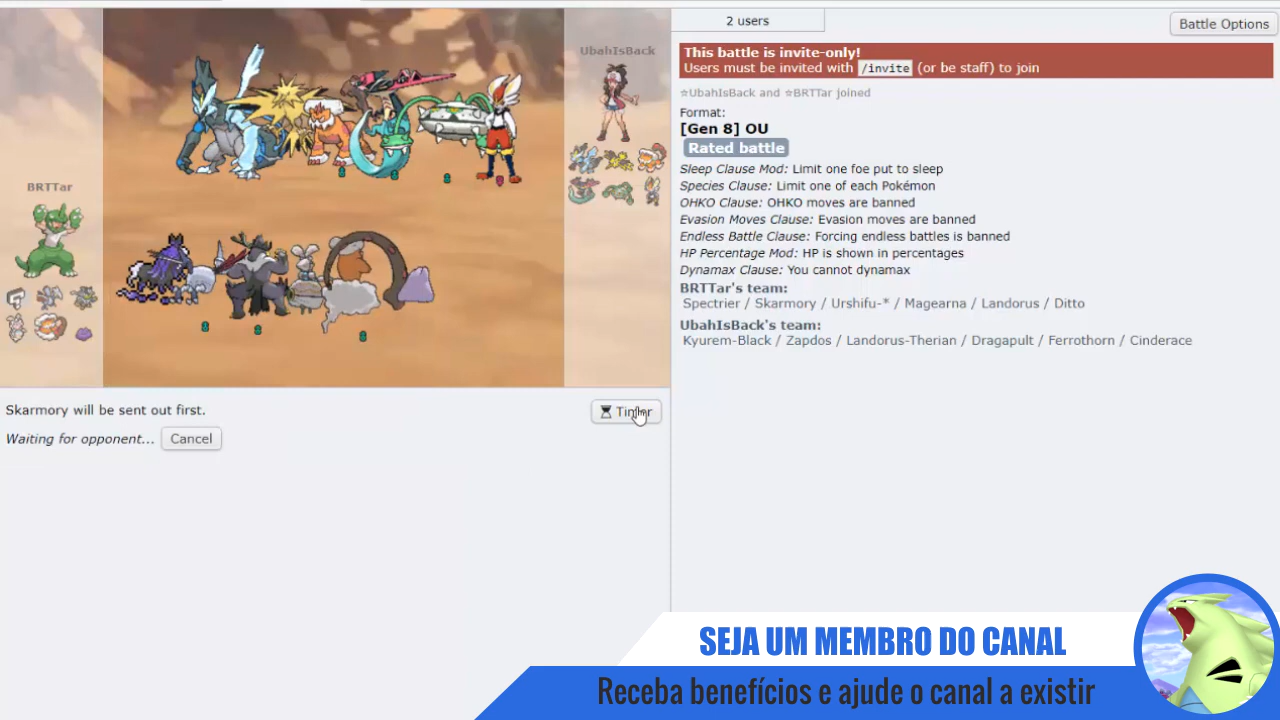 2 users
Battle Options
UbahIsBack
BRTTar
This battle is invite-only!
Users must be invited with /invite (or be staff) to join
☆UbahIsBack and ☆BRTTar joined
Format:
[Gen 8] OU
Rated battle
Sleep Clause Mod: Limit one foe put to sleep
Species Clause: Limit one of each Pokémon
OHKO Clause: OHKO moves are banned
Evasion Moves Clause: Evasion moves are banned
Endless Battle Clause: Forcing endless battles is banned
HP Percentage Mod: HP is shown in percentages
Dynamax Clause: You cannot dynamax
BRTTar's team:
Spectrier / Skarmory / Urshifu-* / Magearna / Landorus / Ditto
UbahIsBack's team:
Kyurem-Black / Zapdos / Landorus-Therian / Dragapult / Ferrothorn / Cinderace
Skarmory will be sent out first.
Timer
Waiting for opponent... Cancel
SEJA UM MEMBRO DO CANAL
Receba benefícios e ajude o canal a existir